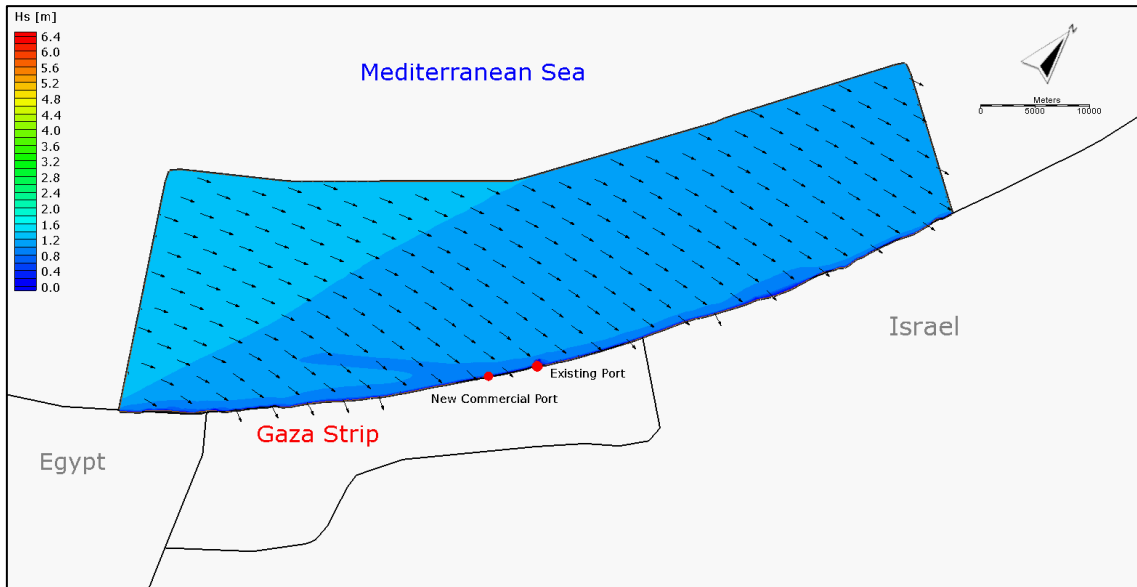 Hs [m]
6.4
6.0
5.6
5.2
4.8
4.4
4.0
3.6
3.2
2.8
2.4
2.0
1.6
1.2
0.8
0.4
0.0
Mediterranean Sea
N
Meters
0 5000 10000
Israel
Existing Port
New Commercial Port
Gaza Strip
Egypt